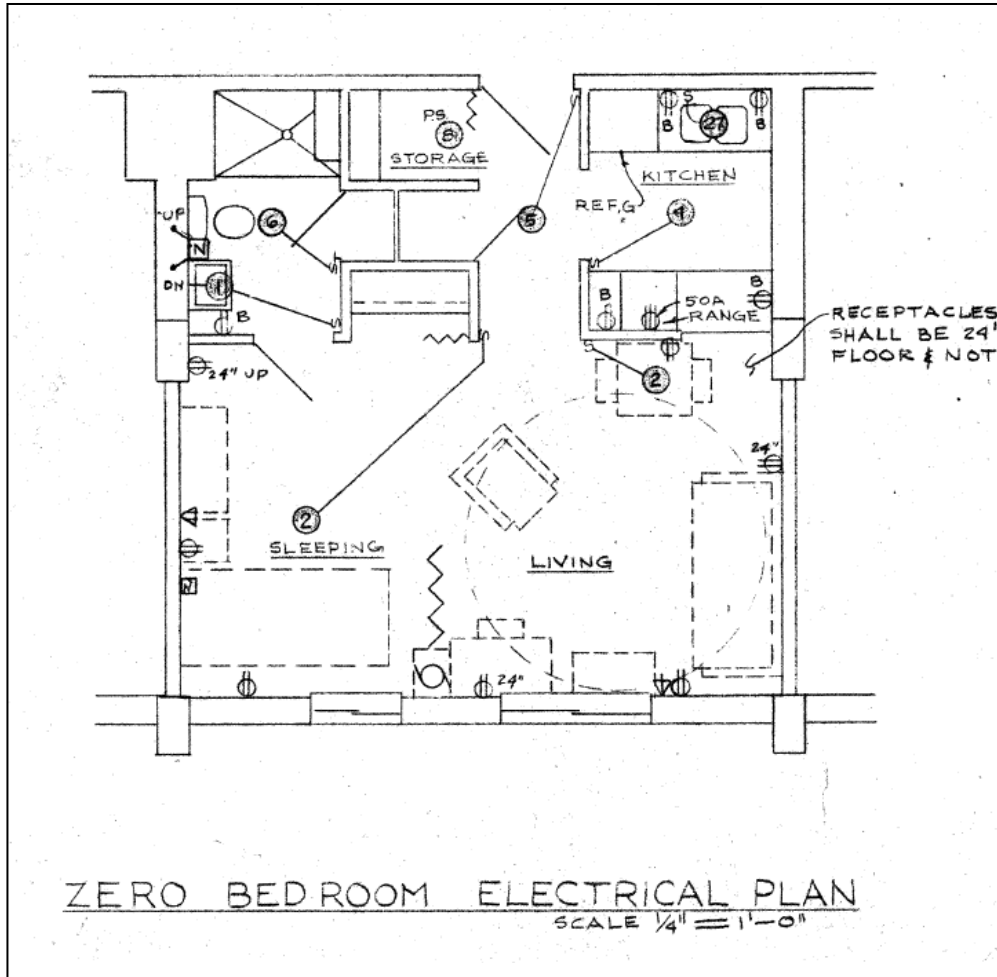 P.S.
8
STORAGE
S
27
B
B
KITCHEN
REF,G
S
UP
6
5
4
N
S
S
DN
1
B
S
S
B
B
50A
RANGE
RECEPTACLES
SHALL BE 24"
FLOOR & NOT
24" UP
S
S
2
24"
2
SLEEPING
LIVING
N
24"
ZERO BEDROOM ELECTRICAL PLAN
SCALE 1/4" = 1'-0"